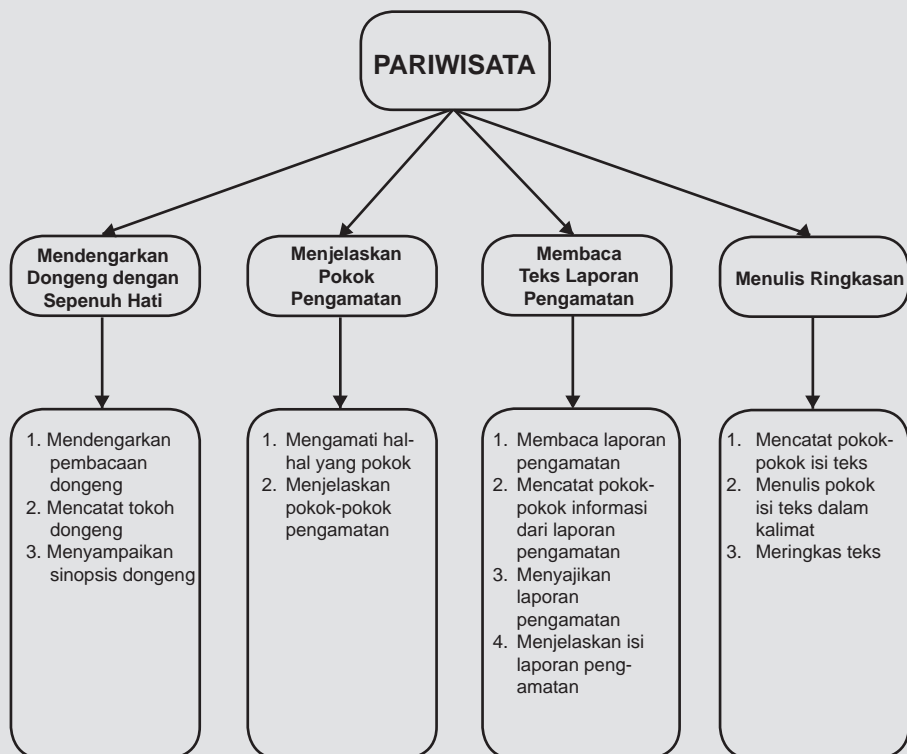 PARIWISATA
Mendengarkan
Dongeng dengan
Sepenuh Hati
Menjelaskan
Pokok
Pengamatan
Membaca
Teks Laporan
Pengamatan
Menulis Ringkasan
1. Mendengarkan
pembacaan
dongeng
2. Mencatat tokoh
dongeng
3. Menyampaikan
sinopsis dongeng
1. Mengamati hal-
hal yang pokok
2. Menjelaskan
pokok-pokok
pengamatan
1. Membaca laporan
pengamatan
2. Mencatat pokok-
pokok informasi
dari laporan
pengamatan
3. Menyajikan
laporan
pengamatan
4. Menjelaskan isi
laporan peng-
amatan
1. Mencatat pokok-
pokok isi teks
2. Menulis pokok
isi teks dalam
kalimat
3. Meringkas teks